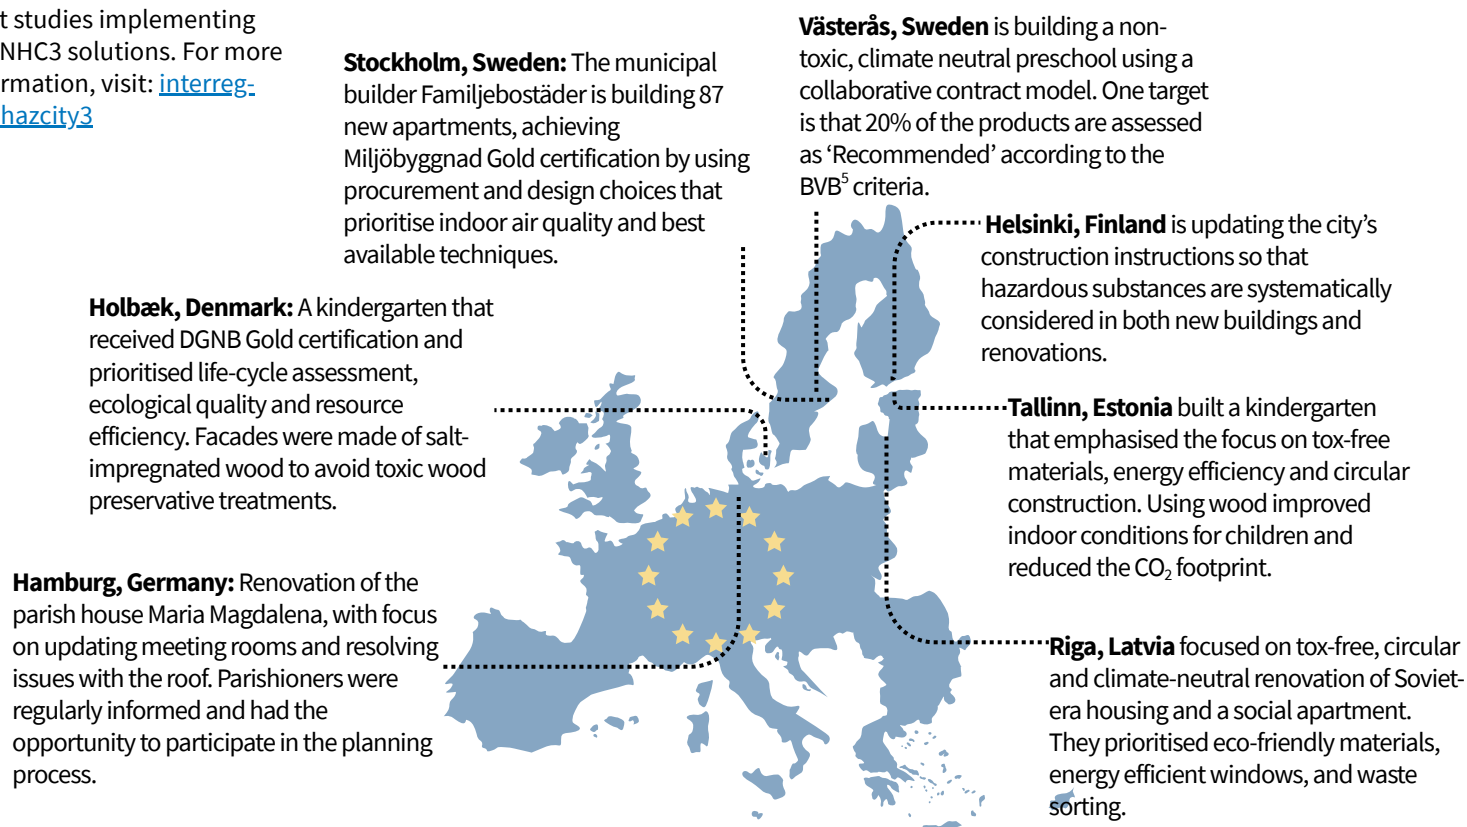 t studies implementing
NHC3 solutions. For more
rmation, visit: interreg-
hazcity3
Stockholm, Sweden: The municipal
builder Familjebostäder is building 87
new apartments, achieving
Miljöbyggnad Gold certification by using
procurement and design choices that
prioritise indoor air quality and best
available techniques.
Västerås, Sweden is building a non-
toxic, climate neutral preschool using a
collaborative contract model. One target
is that 20% of the products are assessed
as ‘Recommended’ according to the
BVB⁵ criteria.
Helsinki, Finland is updating the city’s
construction instructions so that
hazardous substances are systematically
considered in both new buildings and
renovations.
Holbæk, Denmark: A kindergarten that
received DGNB Gold certification and
prioritised life-cycle assessment,
ecological quality and resource
efficiency. Facades were made of salt-
impregnated wood to avoid toxic wood
preservative treatments.
Tallinn, Estonia built a kindergarten
that emphasised the focus on tox-free
materials, energy efficiency and circular
construction. Using wood improved
indoor conditions for children and
reduced the CO₂ footprint.
Hamburg, Germany: Renovation of the
parish house Maria Magdalena, with focus
on updating meeting rooms and resolving
issues with the roof. Parishioners were
regularly informed and had the
opportunity to participate in the planning
process.
Riga, Latvia focused on tox-free, circular
and climate-neutral renovation of Soviet-
era housing and a social apartment.
They prioritised eco-friendly materials,
energy efficient windows, and waste
sorting.